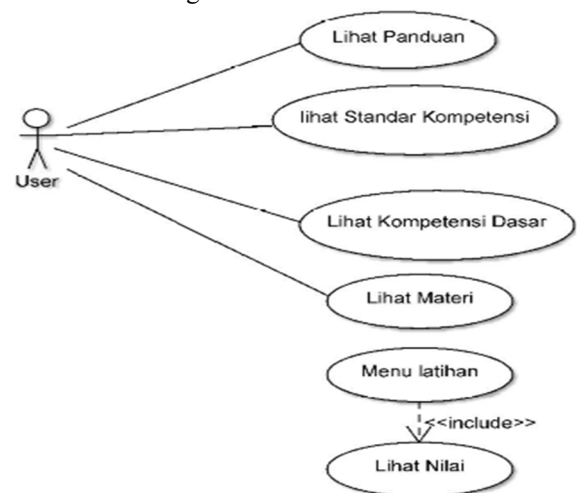 Lihat Panduan
lihat Standar Kompetensi
User
Lihat Kompetensi Dasar
Lihat Materi
Menu latihan
<<include>>
Lihat Nilai